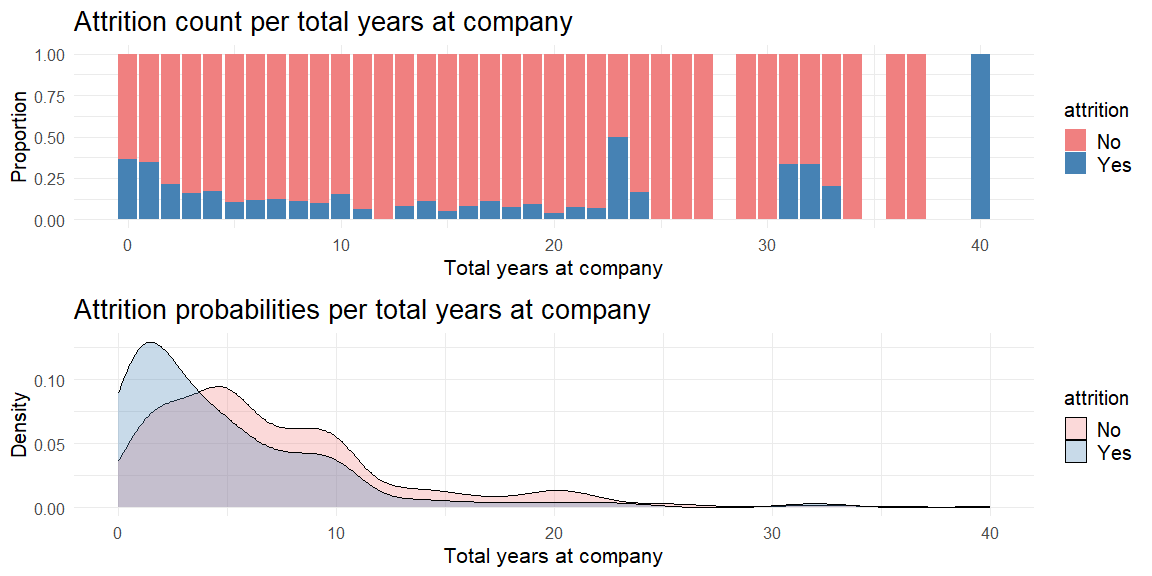 Attrition count per total years at company
1.00
0.75
0.50
0.25
0.00
Proportion
0 10 20 30 40
Total years at company
attrition
No
Yes
Attrition probabilities per total years at company
0.10
0.05
0.00
Density
0 10 20 30 40
Total years at company
attrition
No
Yes